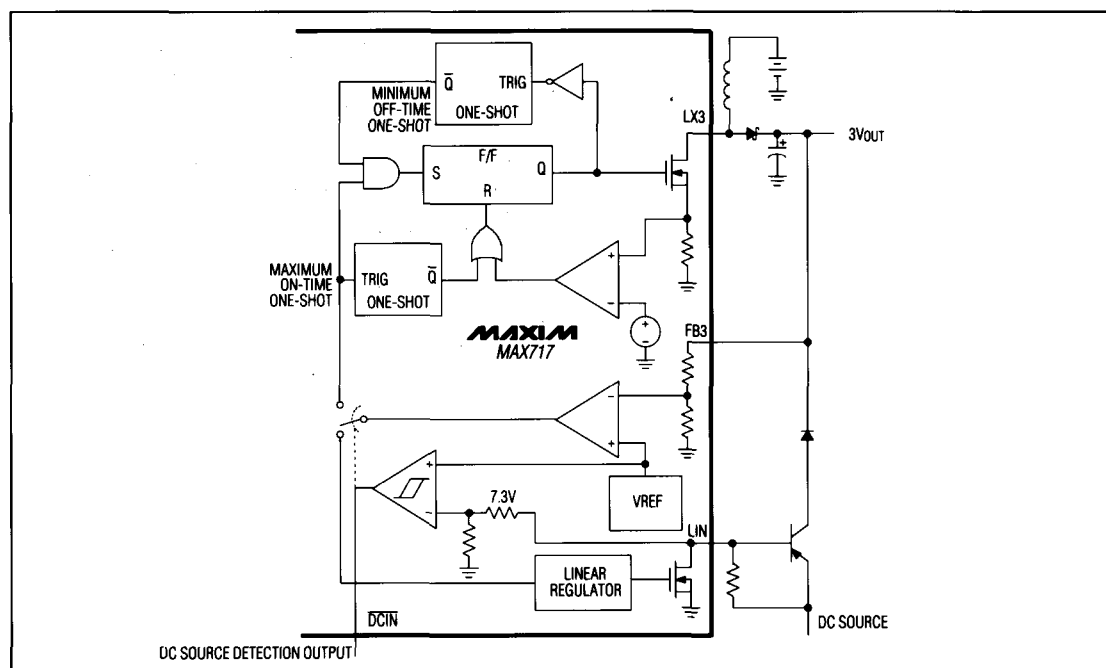 Q̅
TRIG
ONE-SHOT
MINIMUM
OFF-TIME
ONE-SHOT
LX3
3VOUT
+
F/F
S
Q
R
MAXIMUM
ON-TIME
ONE-SHOT
TRIG
Q̅
ONE-SHOT
+
−
+
−
MAXIM
MAX717
FB3
−
+
+
−
7.3V
VREF
LIN
LINEAR
REGULATOR
D̅C̅I̅N̅
DC SOURCE
DC SOURCE DETECTION OUTPUT